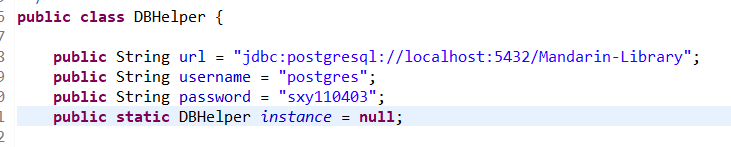 public class DBHelper {
public String url = "jdbc:postgresql://localhost:5432/Mandarin-Library";
public String username = "postgres";
public String password = "sxy110403";
public static DBHelper instance = null;